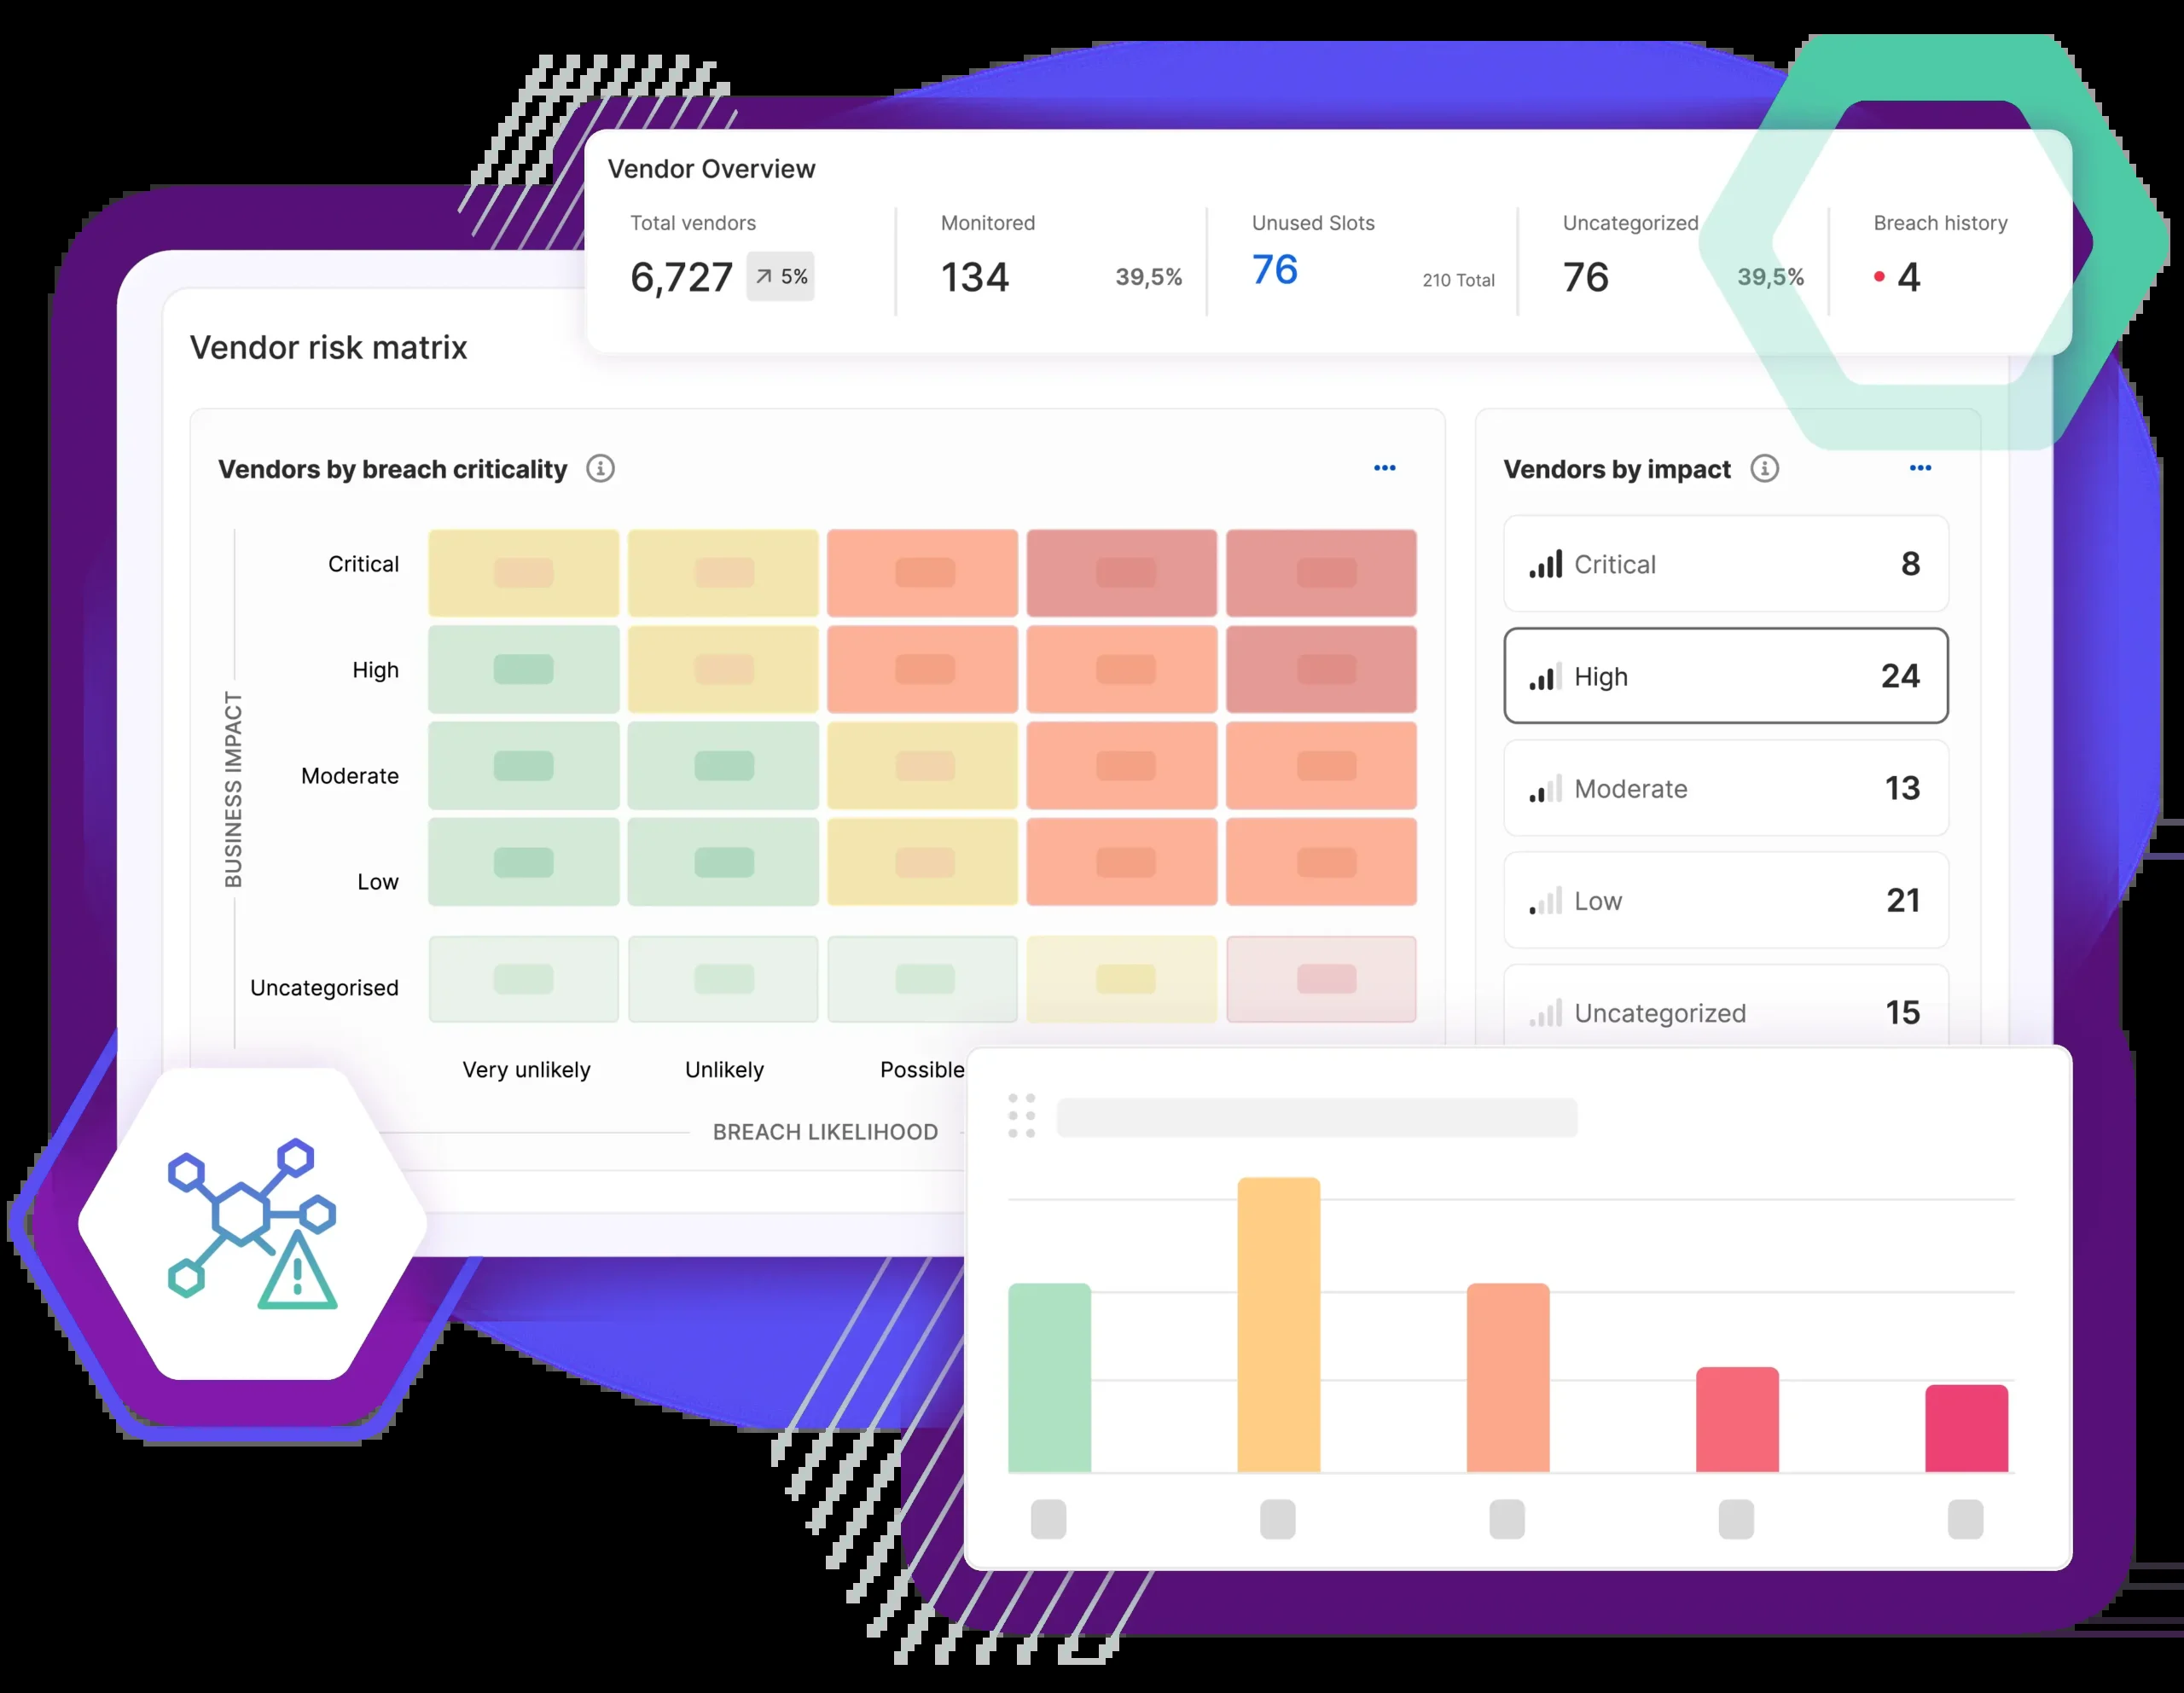 Vendor Overview
Total vendors
6,727
5%
Monitored
134
39,5%
Unused Slots
76
210 Total
Uncategorized
76
39,5%
Breach history
4
Vendor risk matrix
Vendors by breach criticality
BUSINESS IMPACT
Critical
High
Moderate
Low
Uncategorised
Very unlikely
Unlikely
Possible
BREACH LIKELIHOOD
Vendors by impact
Critical
8
High
24
Moderate
13
Low
21
Uncategorized
15